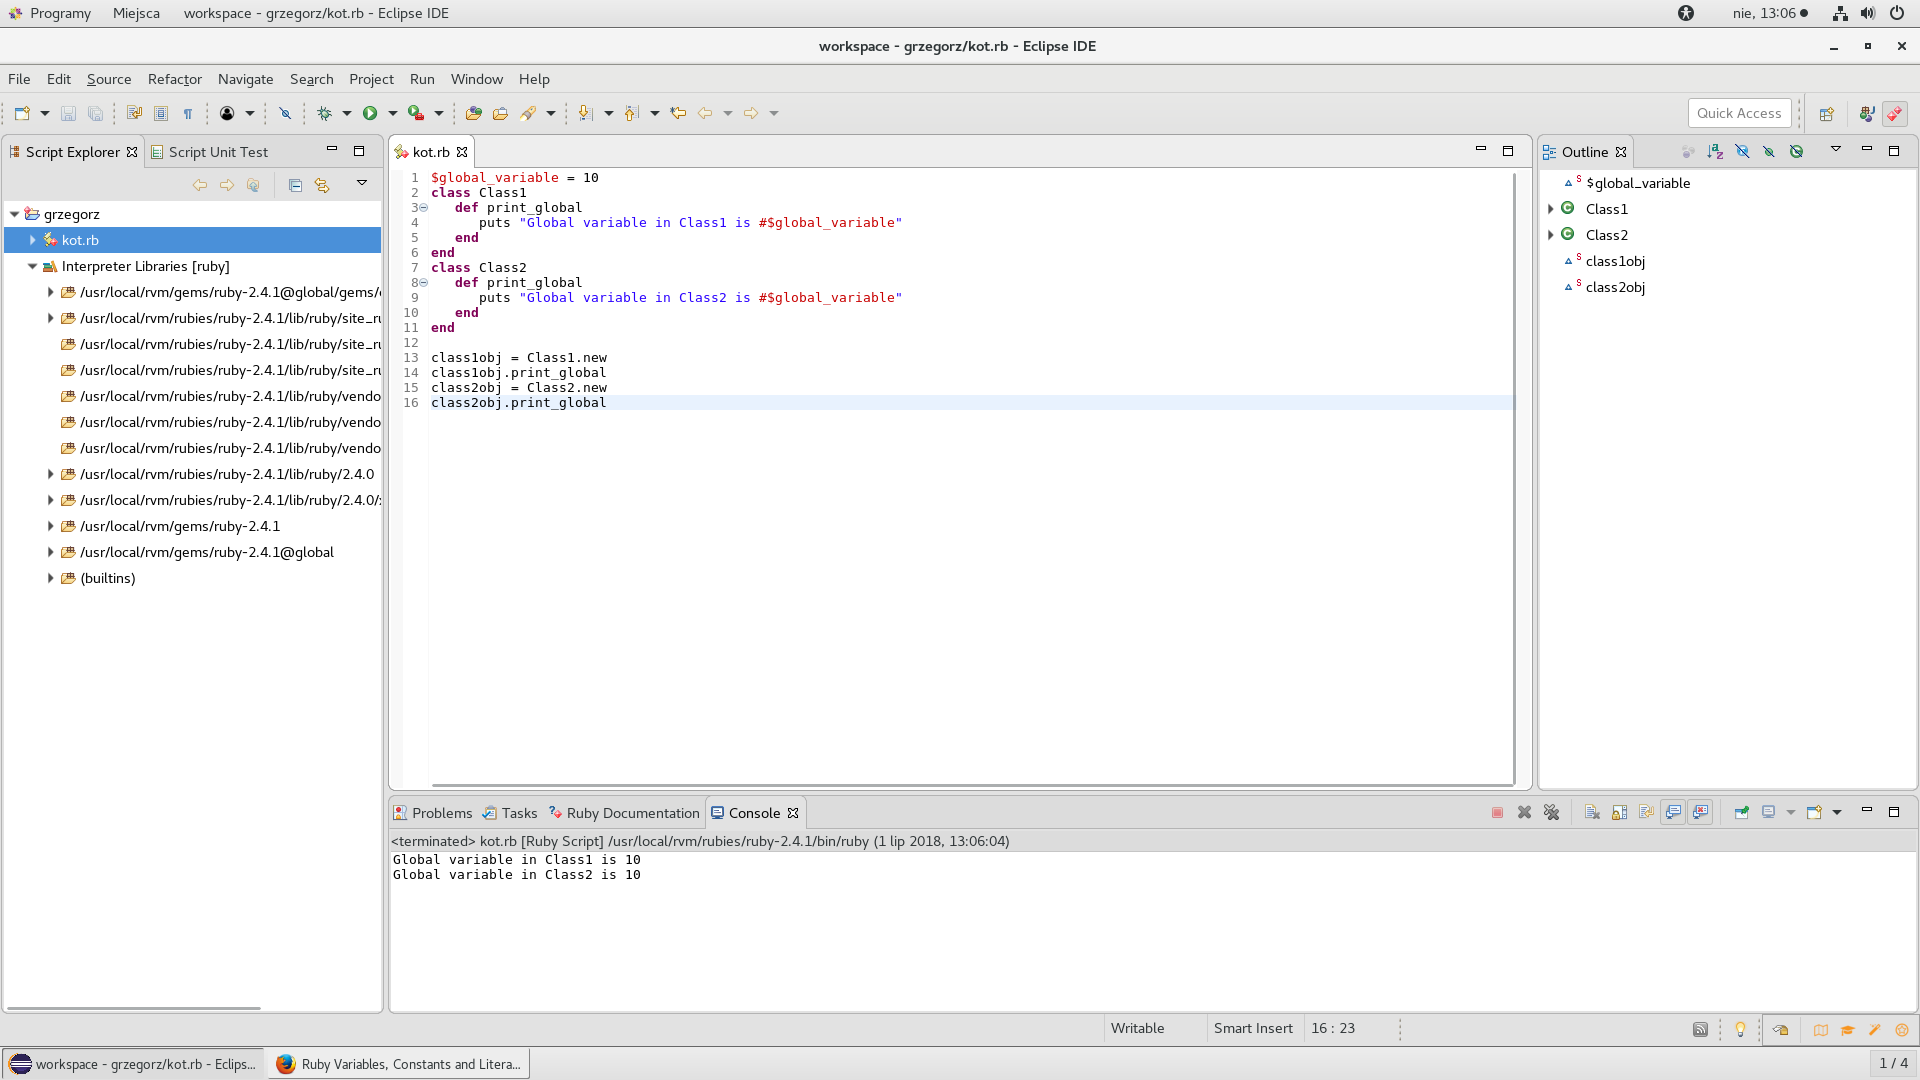 Programy Miejsca workspace - grzegorz/kot.rb - Eclipse IDE nie, 13:06
workspace - grzegorz/kot.rb - Eclipse IDE
File Edit Source Refactor Navigate Search Project Run Window Help
Quick Access
Script Explorer Script Unit Test
grzegorz
kot.rb
Interpreter Libraries [ruby]
/usr/local/rvm/gems/ruby-2.4.1@global/gems/
/usr/local/rvm/rubies/ruby-2.4.1/lib/ruby/site_ru
/usr/local/rvm/rubies/ruby-2.4.1/lib/ruby/site_ru
/usr/local/rvm/rubies/ruby-2.4.1/lib/ruby/site_ru
/usr/local/rvm/rubies/ruby-2.4.1/lib/ruby/vendo
/usr/local/rvm/rubies/ruby-2.4.1/lib/ruby/vendo
/usr/local/rvm/rubies/ruby-2.4.1/lib/ruby/vendo
/usr/local/rvm/rubies/ruby-2.4.1/lib/ruby/2.4.0
/usr/local/rvm/rubies/ruby-2.4.1/lib/ruby/2.4.0/
/usr/local/rvm/gems/ruby-2.4.1
/usr/local/rvm/gems/ruby-2.4.1@global
(builtins)
kot.rb
1 $global_variable = 10
2 class Class1
3 def print_global
4 puts "Global variable in Class1 is #$global_variable"
5 end
6 end
7 class Class2
8 def print_global
9 puts "Global variable in Class2 is #$global_variable"
10 end
11 end
12
13 class1obj = Class1.new
14 class1obj.print_global
15 class2obj = Class2.new
16 class2obj.print_global
Outline
$global_variable
Class1
Class2
class1obj
class2obj
Problems Tasks Ruby Documentation Console
<terminated> kot.rb [Ruby Script] /usr/local/rvm/rubies/ruby-2.4.1/bin/ruby (1 lip 2018, 13:06:04)
Global variable in Class1 is 10
Global variable in Class2 is 10
Writable Smart Insert 16 : 23
workspace - grzegorz/kot.rb - Eclips... Ruby Variables, Constants and Litera... 1 / 4